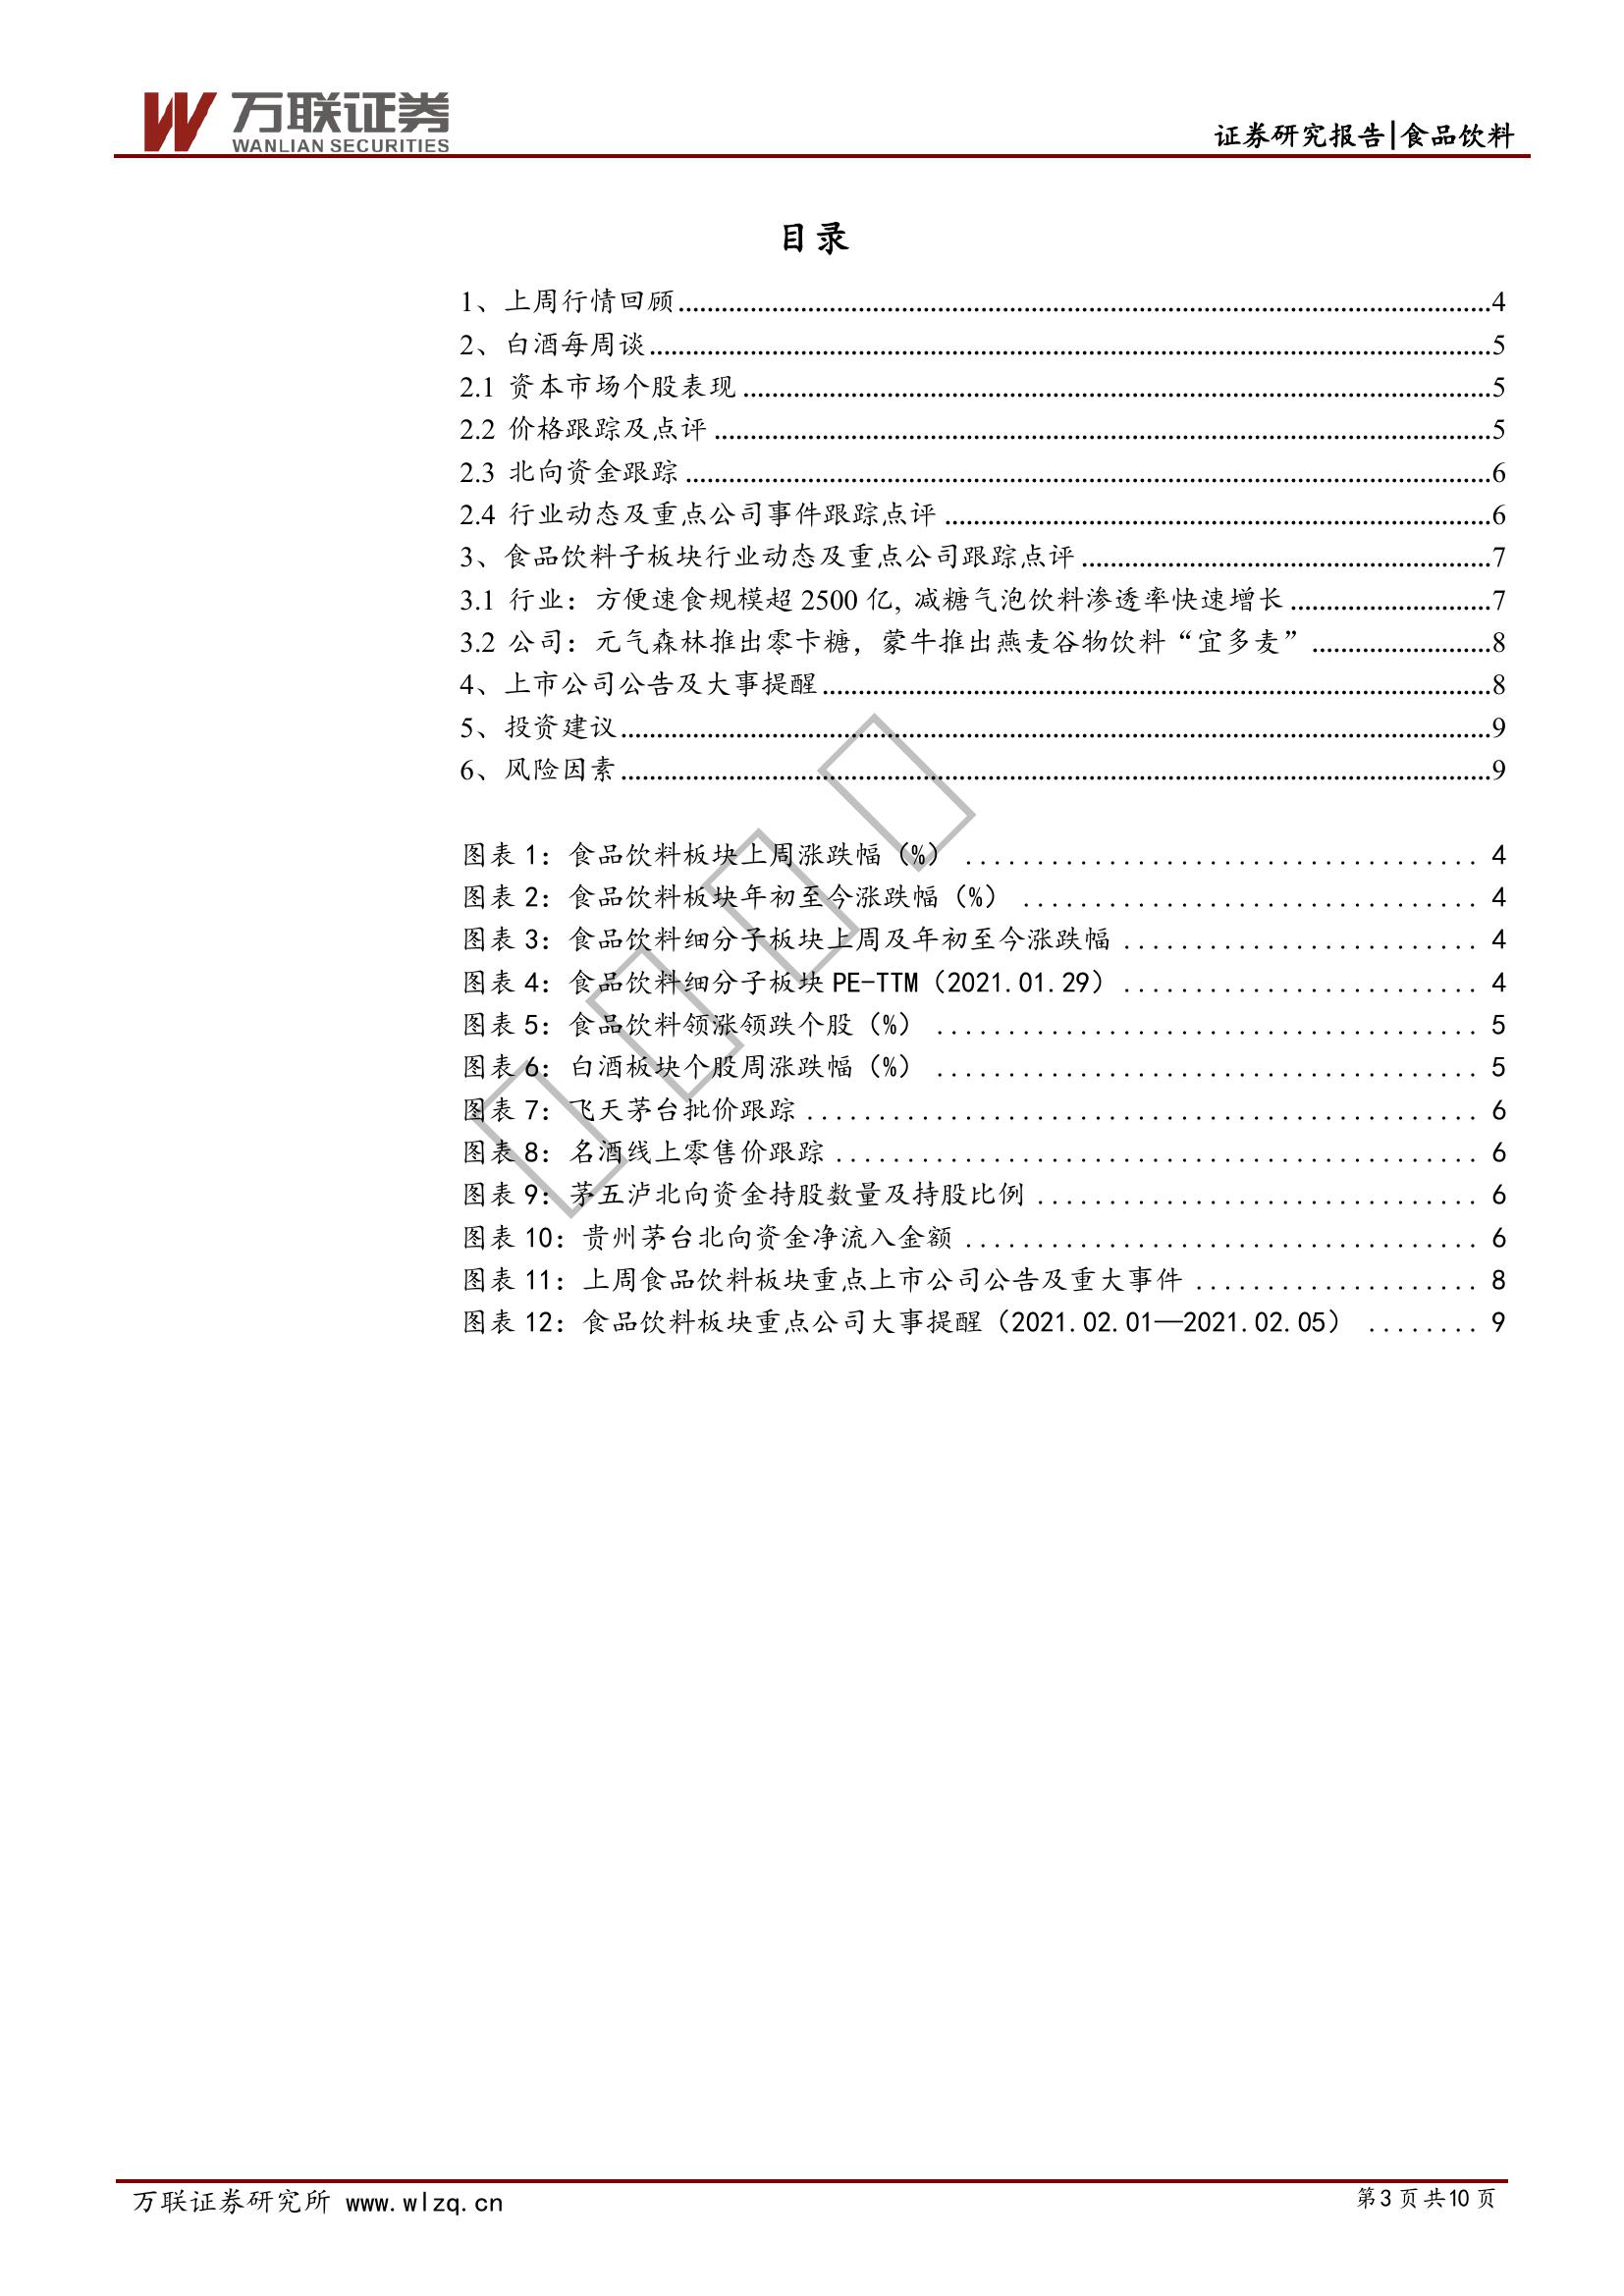 万联证券
WANLIAN SECURITIES
证券研究报告|食品饮料
目录
1、上周行情回顾........................................4
2、白酒每周谈........................................5
2.1 资本市场个股表现........................................5
2.2 价格跟踪及点评........................................5
2.3 北向资金跟踪........................................6
2.4 行业动态及重点公司事件跟踪点评........................................6
3、食品饮料子板块行业动态及重点公司跟踪点评........................................7
3.1 行业：方便速食规模超 2500 亿,减糖气泡饮料渗透率快速增长........................................7
3.2 公司：元气森林推出零卡糖，蒙牛推出燕麦谷物饮料“宜多麦”........................................8
4、上市公司公告及大事提醒........................................8
5、投资建议........................................9
6、风险因素........................................9
图表 1：食品饮料板块上周涨跌幅（%） .................................... 4
图表 2：食品饮料板块年初至今涨跌幅（%） ................................ 4
图表 3：食品饮料细分子板块上周及年初至今涨跌幅 ......................... 4
图表 4：食品饮料细分子板块 PE-TTM（2021.01.29） ......................... 4
图表 5：食品饮料领涨领跌个股（%） ...................................... 5
图表 6：白酒板块个股周涨跌幅（%） ...................................... 5
图表 7：飞天茅台批价跟踪 ............................................... 6
图表 8：名酒线上零售价跟踪 ............................................. 6
图表 9：茅五泸北向资金持股数量及持股比例 ............................... 6
图表 10：贵州茅台北向资金净流入金额 .................................... 6
图表 11：上周食品饮料板块重点上市公司公告及重大事件 .................... 8
图表 12：食品饮料板块重点公司大事提醒（2021.02.01—2021.02.05） ........ 9
万联证券研究所 www.wlzq.cn
第3页共10页